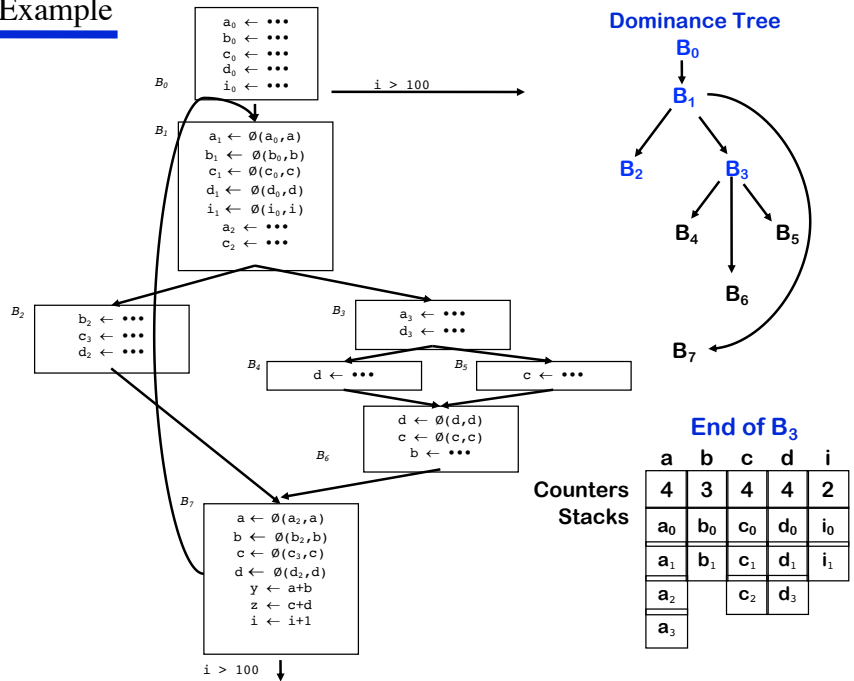 Example
a₀ ← •••
b₀ ← •••
c₀ ← •••
d₀ ← •••
i₀ ← •••
B₀
i > 100
B₁
a₁ ← Ø(a₀,a)
b₁ ← Ø(b₀,b)
c₁ ← Ø(c₀,c)
d₁ ← Ø(d₀,d)
i₁ ← Ø(i₀,i)
a₂ ← •••
c₂ ← •••
B₂
b₂ ← •••
c₃ ← •••
d₂ ← •••
B₃
a₃ ← •••
d₃ ← •••
B₄
d ← •••
B₅
c ← •••
d ← Ø(d,d)
c ← Ø(c,c)
b ← •••
B₆
B₇
a ← Ø(a₂,a)
b ← Ø(b₂,b)
c ← Ø(c₃,c)
d ← Ø(d₂,d)
y ← a+b
z ← c+d
i ← i+1
i > 100
Dominance Tree
B₀
B₁
B₂ B₃
B₄ B₅
B₆
B₇
End of B₃
a b c d i
Counters 4 3 4 4 2
Stacks a₀ b₀ c₀ d₀ i₀
a₁ b₁ c₁ d₁ i₁
a₂ c₂ d₃
a₃